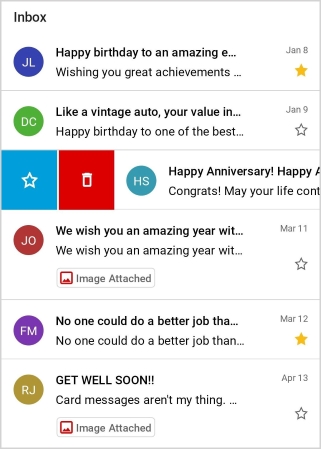 Inbox
JL
Happy birthday to an amazing e...
Jan 8
Wishing you great achievements ...
DC
Like a vintage auto, your value in...
Jan 9
Happy birthday to one of the best...
HS
Happy Anniversary! Happy A
Congrats! May your life cont
JO
We wish you an amazing year wit...
Mar 11
We wish you an amazing year wit...
Image Attached
FM
No one could do a better job tha...
Mar 12
No one could do a better job than...
RJ
GET WELL SOON!!
Apr 13
Card messages aren't my thing. ...
Image Attached